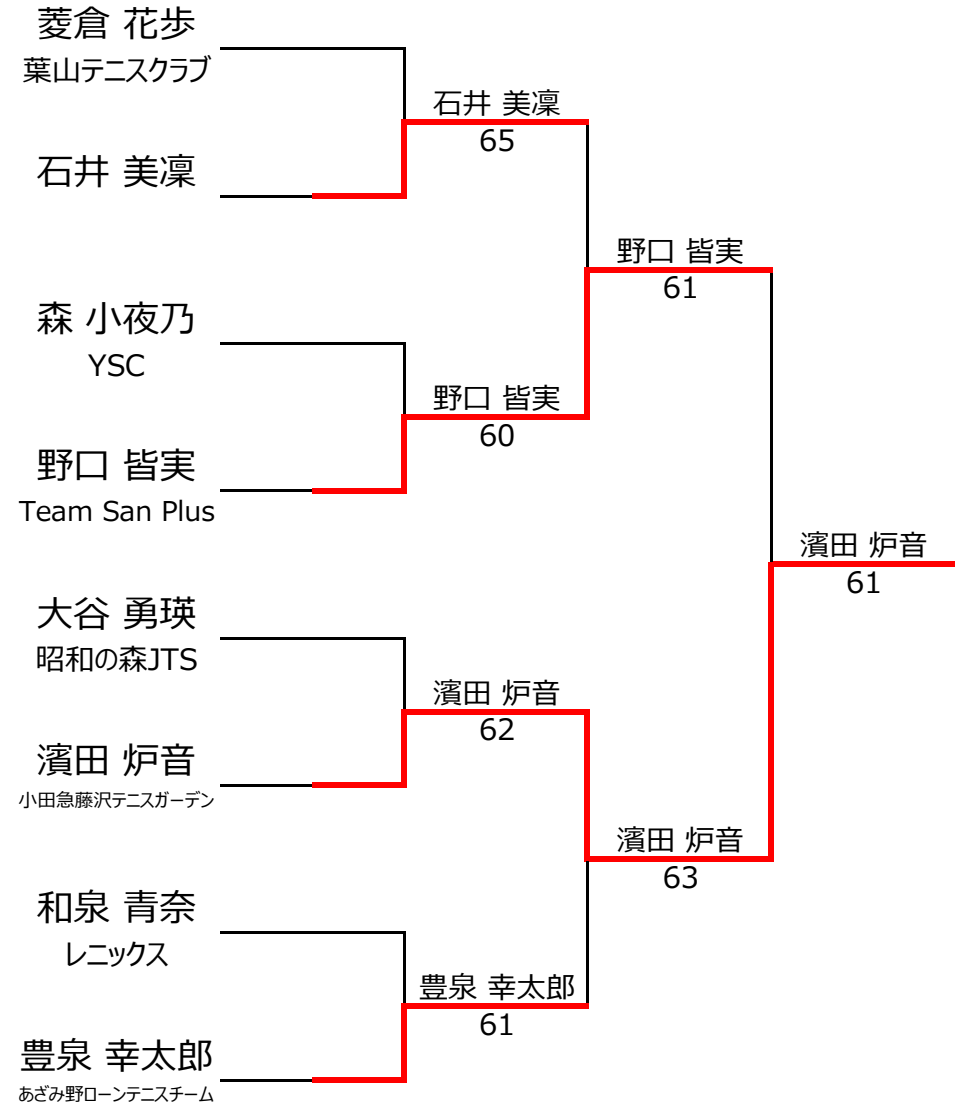 菱倉 花歩
葉山テニスクラブ
石井 美凜
65
石井 美凜
野口 皆実
61
森 小夜乃
YSC
野口 皆実
60
野口 皆実
Team San Plus
濱田 炉音
61
大谷 勇瑛
昭和の森JTS
濱田 炉音
62
濱田 炉音
小田急藤沢テニスガーデン
濱田 炉音
63
和泉 青奈
レニックス
豊泉 幸太郎
61
豊泉 幸太郎
あざみ野ローンテニスチーム